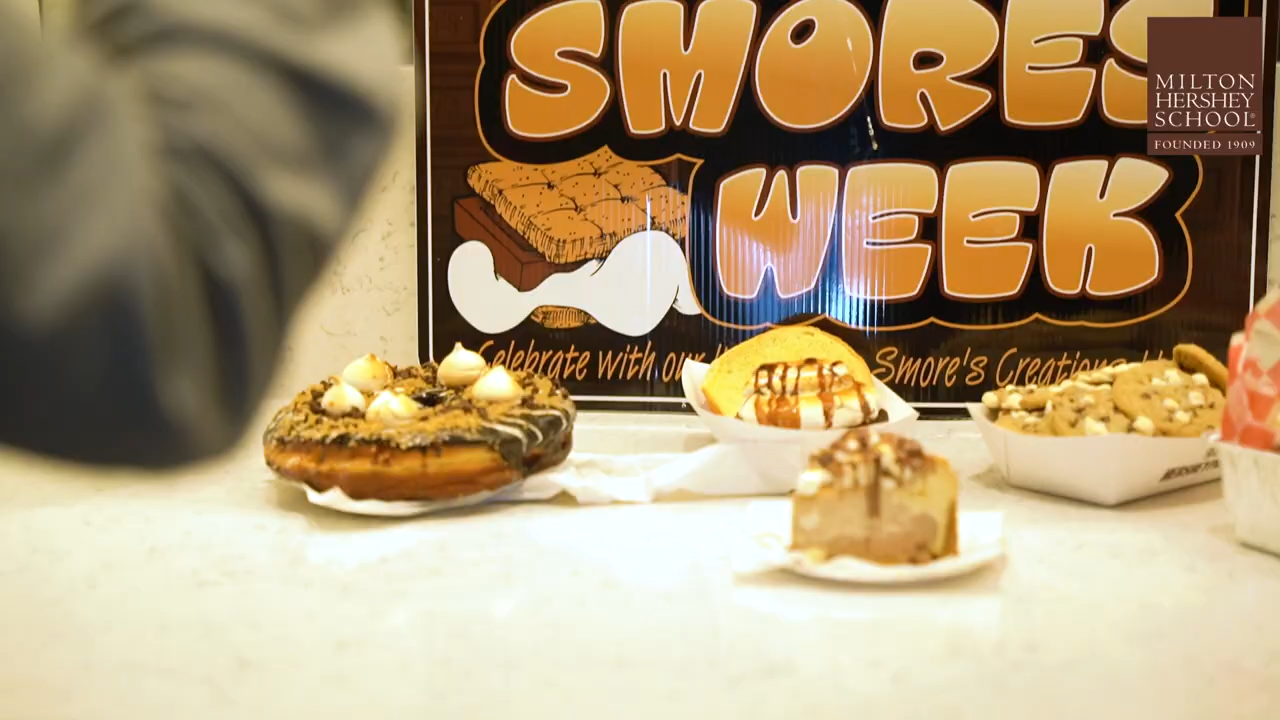 SMORES
WEEK
Celebrate with our
Smore's Creations
MILTON
HERSHEY
SCHOOL®
FOUNDED 1909